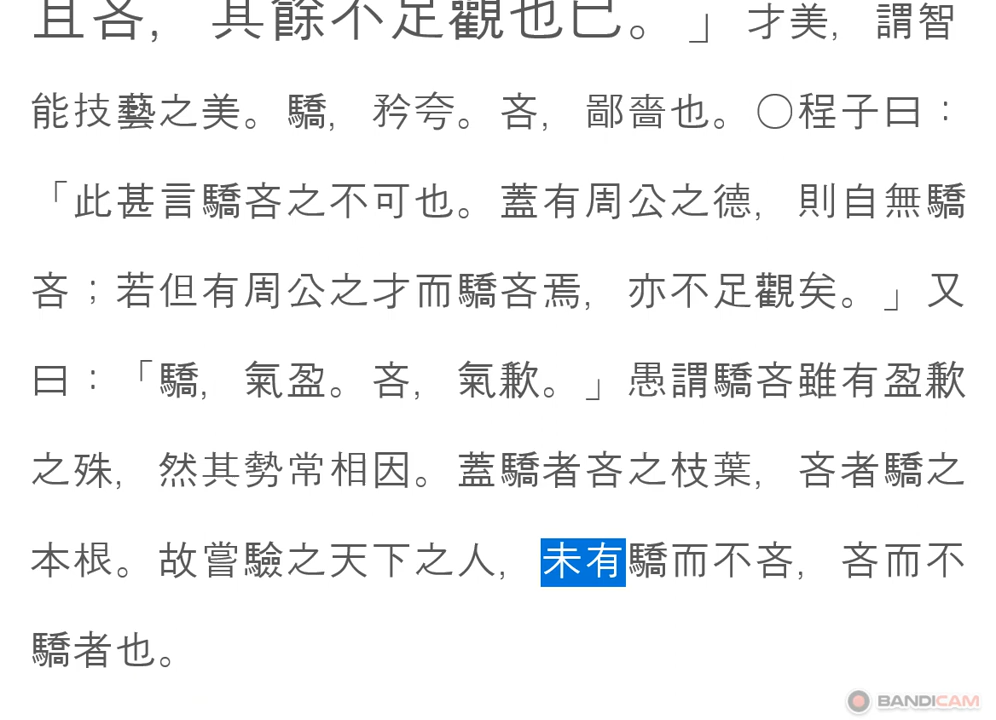 且吝，其餘不足觀也已。」才美，謂智
能技藝之美。驕，矜夸。吝，鄙嗇也。○程子曰：
「此甚言驕吝之不可也。蓋有周公之德，則自無驕
吝；若但有周公之才而驕吝焉，亦不足觀矣。」又
曰：「驕，氣盈。吝，氣歉。」愚謂驕吝雖有盈歉
之殊，然其勢常相因。蓋驕者吝之枝葉，吝者驕之
本根。故嘗驗之天下之人，未有驕而不吝，吝而不
驕者也。
BANDICAM